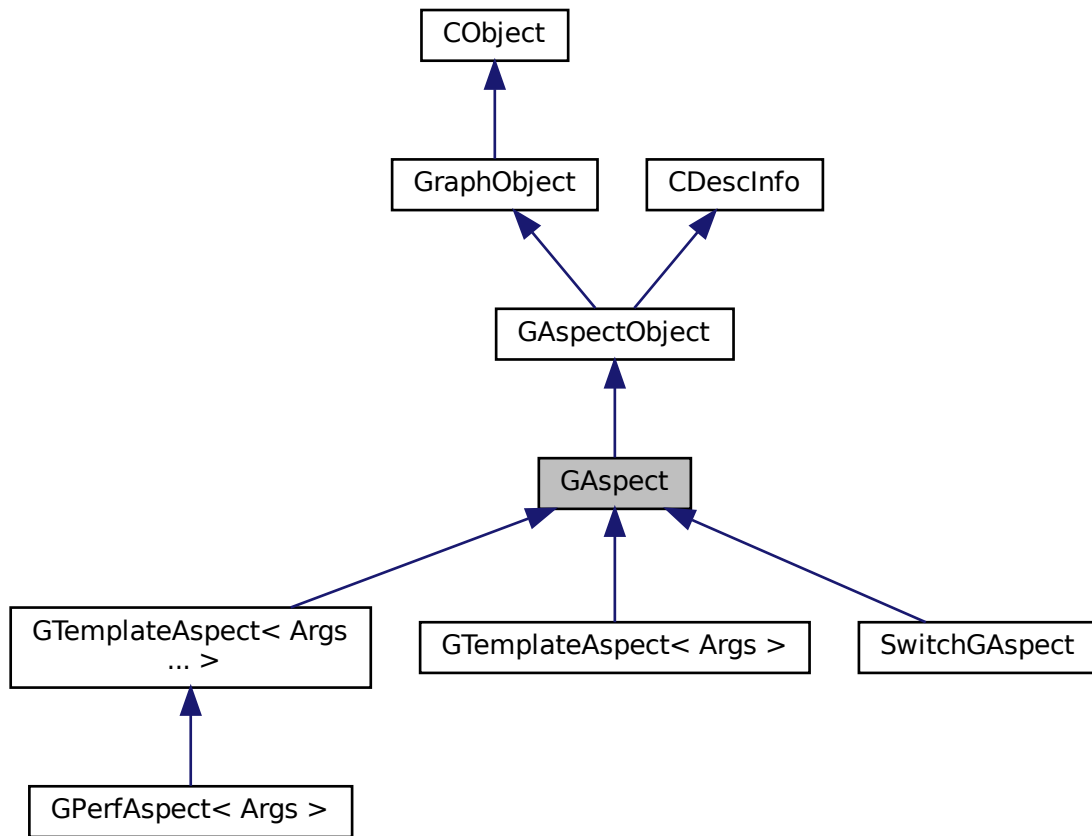 CObject
GraphObject
CDescInfo
GAspectObject
GAspect
GTemplateAspect< Args
... >
GTemplateAspect< Args >
SwitchGAspect
GPerfAspect< Args >